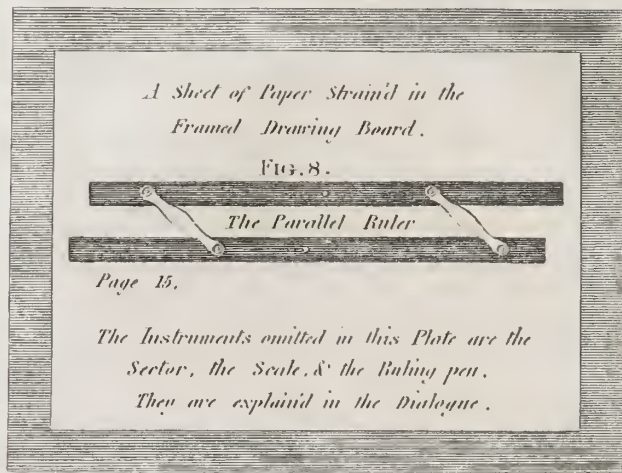 A Sheet of Paper Strain'd in the
Framed Drawing Board.
FIG. 8.
The Parallel Ruler
Page 15.
The Instruments omitted in this Plate are the
Sector, the Scale, & the Ruling pen.
They are explain'd in the Dialogue.